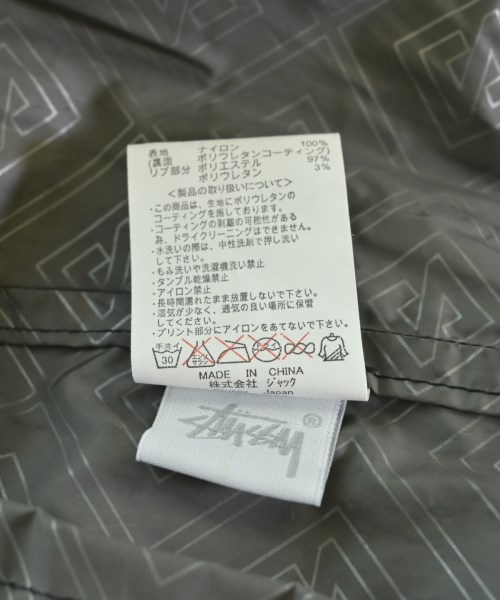 表地 ナイロン 100%
(裏面 ポリウレタンコーティング)
リブ部分 ポリエステル 97%
ポリウレタン 3%
<製品の取り扱いについて>
・この商品は、生地にポリウレタンの
コーティングを施しております。
・コーティングの剥離の可能性がある
為、ドライクリーニングはできません。
・水洗いの際は、中性洗剤で押し洗い
して下さい。
・もみ洗いや洗濯機洗い禁止
・タンブル乾燥禁止
・アイロン禁止
・長時間濡れたまま放置しないで下さい。
・湿気が少なく、通気の良い場所に保管
してください。
・プリント部分にアイロンをあてないで下さい。
手洗イ
30
MADE IN CHINA
株式会社 ジャック
Japan
STÜSSY ®